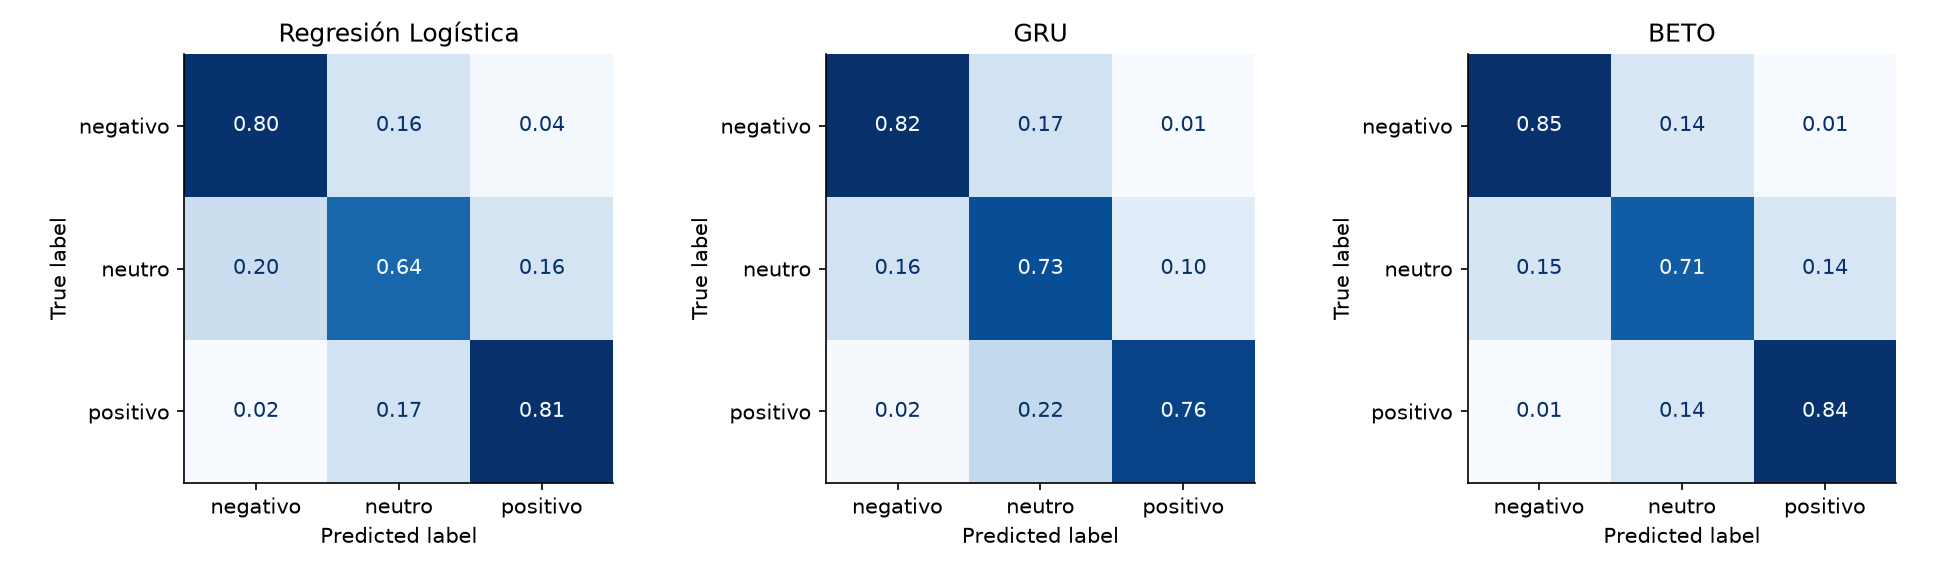 Regresión Logística
True label
negativo 0.80 0.16 0.04
neutro 0.20 0.64 0.16
positivo 0.02 0.17 0.81
negativo neutro positivo
Predicted label
GRU
True label
negativo 0.82 0.17 0.01
neutro 0.16 0.73 0.10
positivo 0.02 0.22 0.76
negativo neutro positivo
Predicted label
BETO
True label
negativo 0.85 0.14 0.01
neutro 0.15 0.71 0.14
positivo 0.01 0.14 0.84
negativo neutro positivo
Predicted label